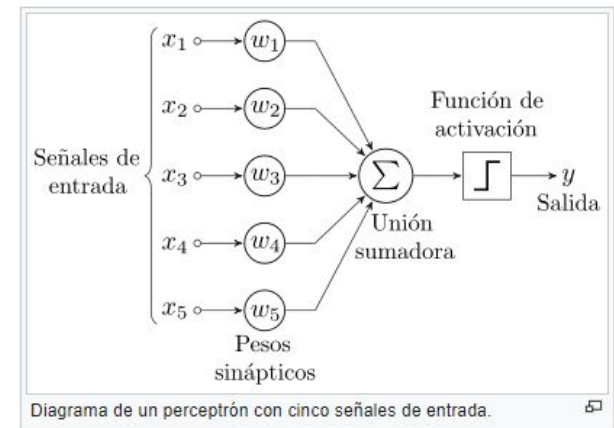 x1
w1
x2
w2
Función de
activación
Señales de
entrada
x3
w3
Σ
y
Salida
Unión
sumadora
x4
w4
x5
w5
Pesos
sinápticos
Diagrama de un perceptrón con cinco señales de entrada.